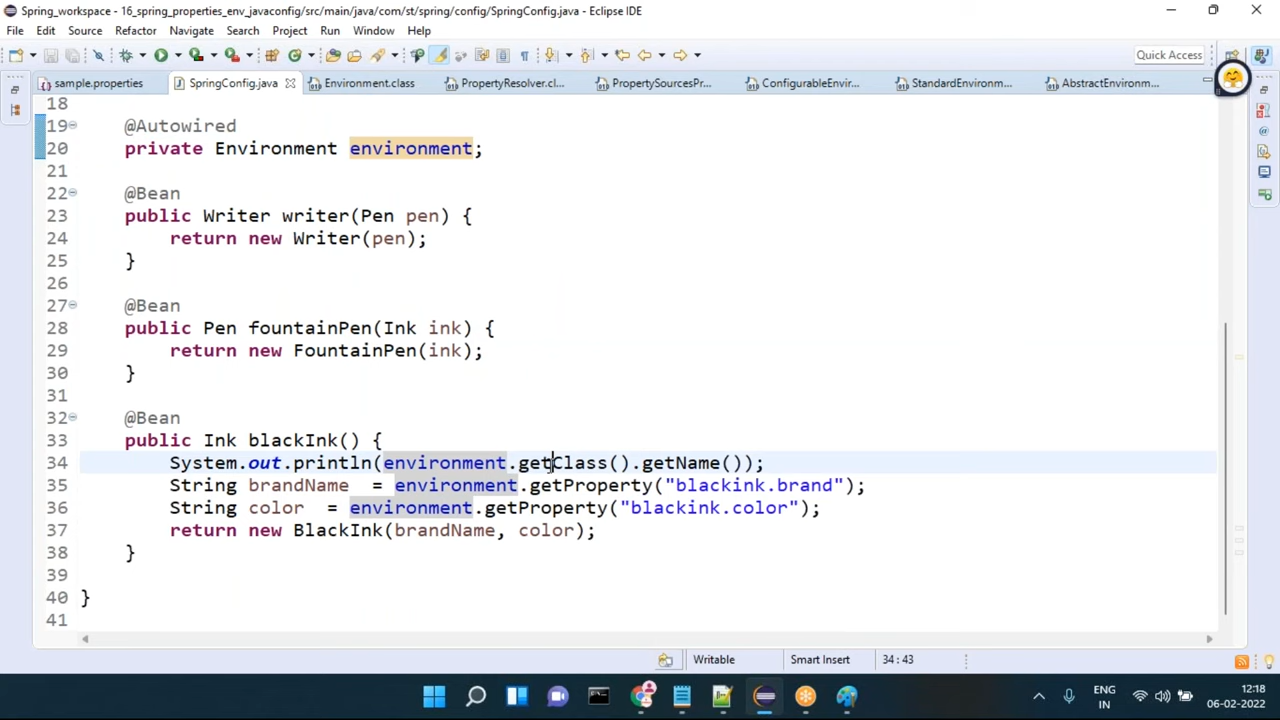 Spring_workspace - 16_spring_properties_env_javaconfig/src/main/java/com/st/spring/config/SpringConfig.java - Eclipse IDE
File Edit Source Refactor Navigate Search Project Run Window Help
Quick Access
sample.properties SpringConfig.java Environment.class PropertyResolver.cl... PropertySourcesPr... ConfigurableEnvir... StandardEnvironm... AbstractEnvironm...
18
19 @Autowired
20 private Environment environment;
21
22 @Bean
23 public Writer writer(Pen pen) {
24 return new Writer(pen);
25 }
26
27 @Bean
28 public Pen fountainPen(Ink ink) {
29 return new FountainPen(ink);
30 }
31
32 @Bean
33 public Ink blackInk() {
34 System.out.println(environment.getClass().getName());
35 String brandName = environment.getProperty("blackink.brand");
36 String color = environment.getProperty("blackink.color");
37 return new BlackInk(brandName, color);
38 }
39
40 }
41
Writable Smart Insert 34 : 43
ENG 12:18
IN 06-02-2022